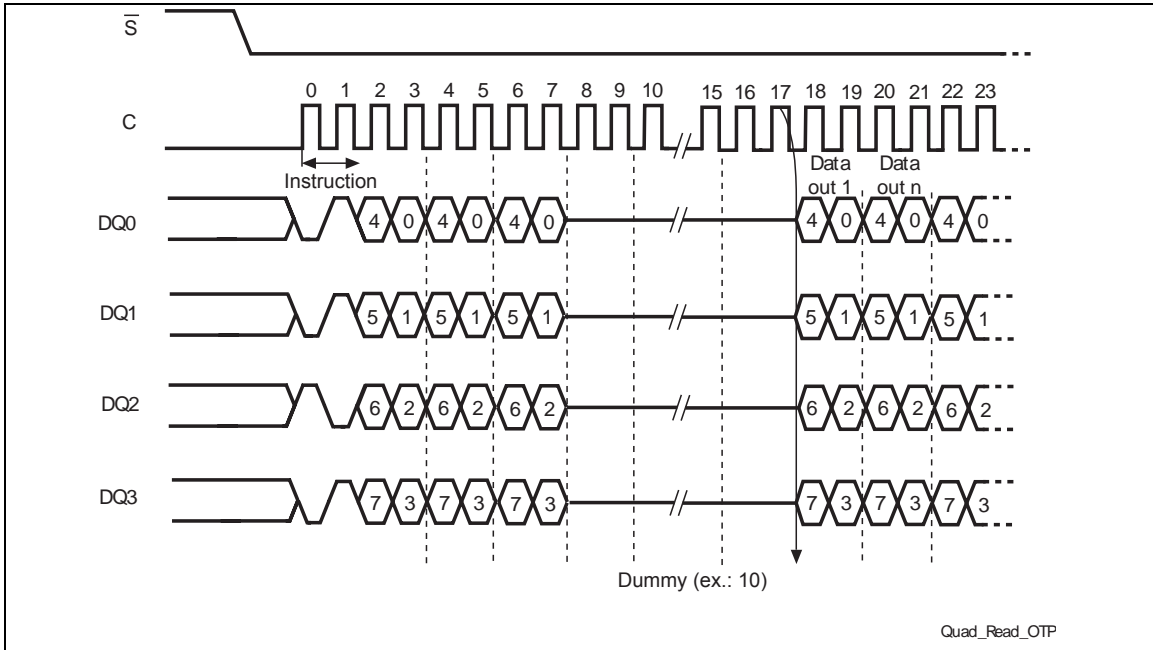 S
0 1 2 3 4 5 6 7 8 9 10 15 16 17 18 19 20 21 22 23
C
Data Data
Instruction out 1 out n
DQ0 4 0 4 0 4 0 4 0 4 0 4 0
DQ1 5 1 5 1 5 1 5 1 5 1 5 1
DQ2 6 2 6 2 6 2 6 2 6 2 6 2
DQ3 7 3 7 3 7 3 7 3 7 3 7 3
Dummy (ex.: 10)
Quad_Read_OTP